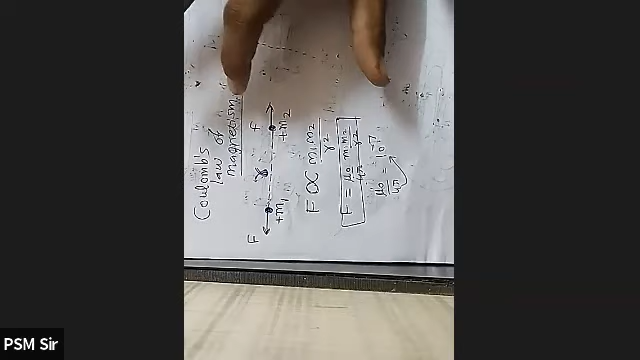 Coulomb's
law of
magnetism
F r F
+m₁ +m₂
F ∝ m₁m₂/r²
F = μ₀/4π m₁m₂/r²
μ₀/4π = 10⁻⁷
PSM Sir